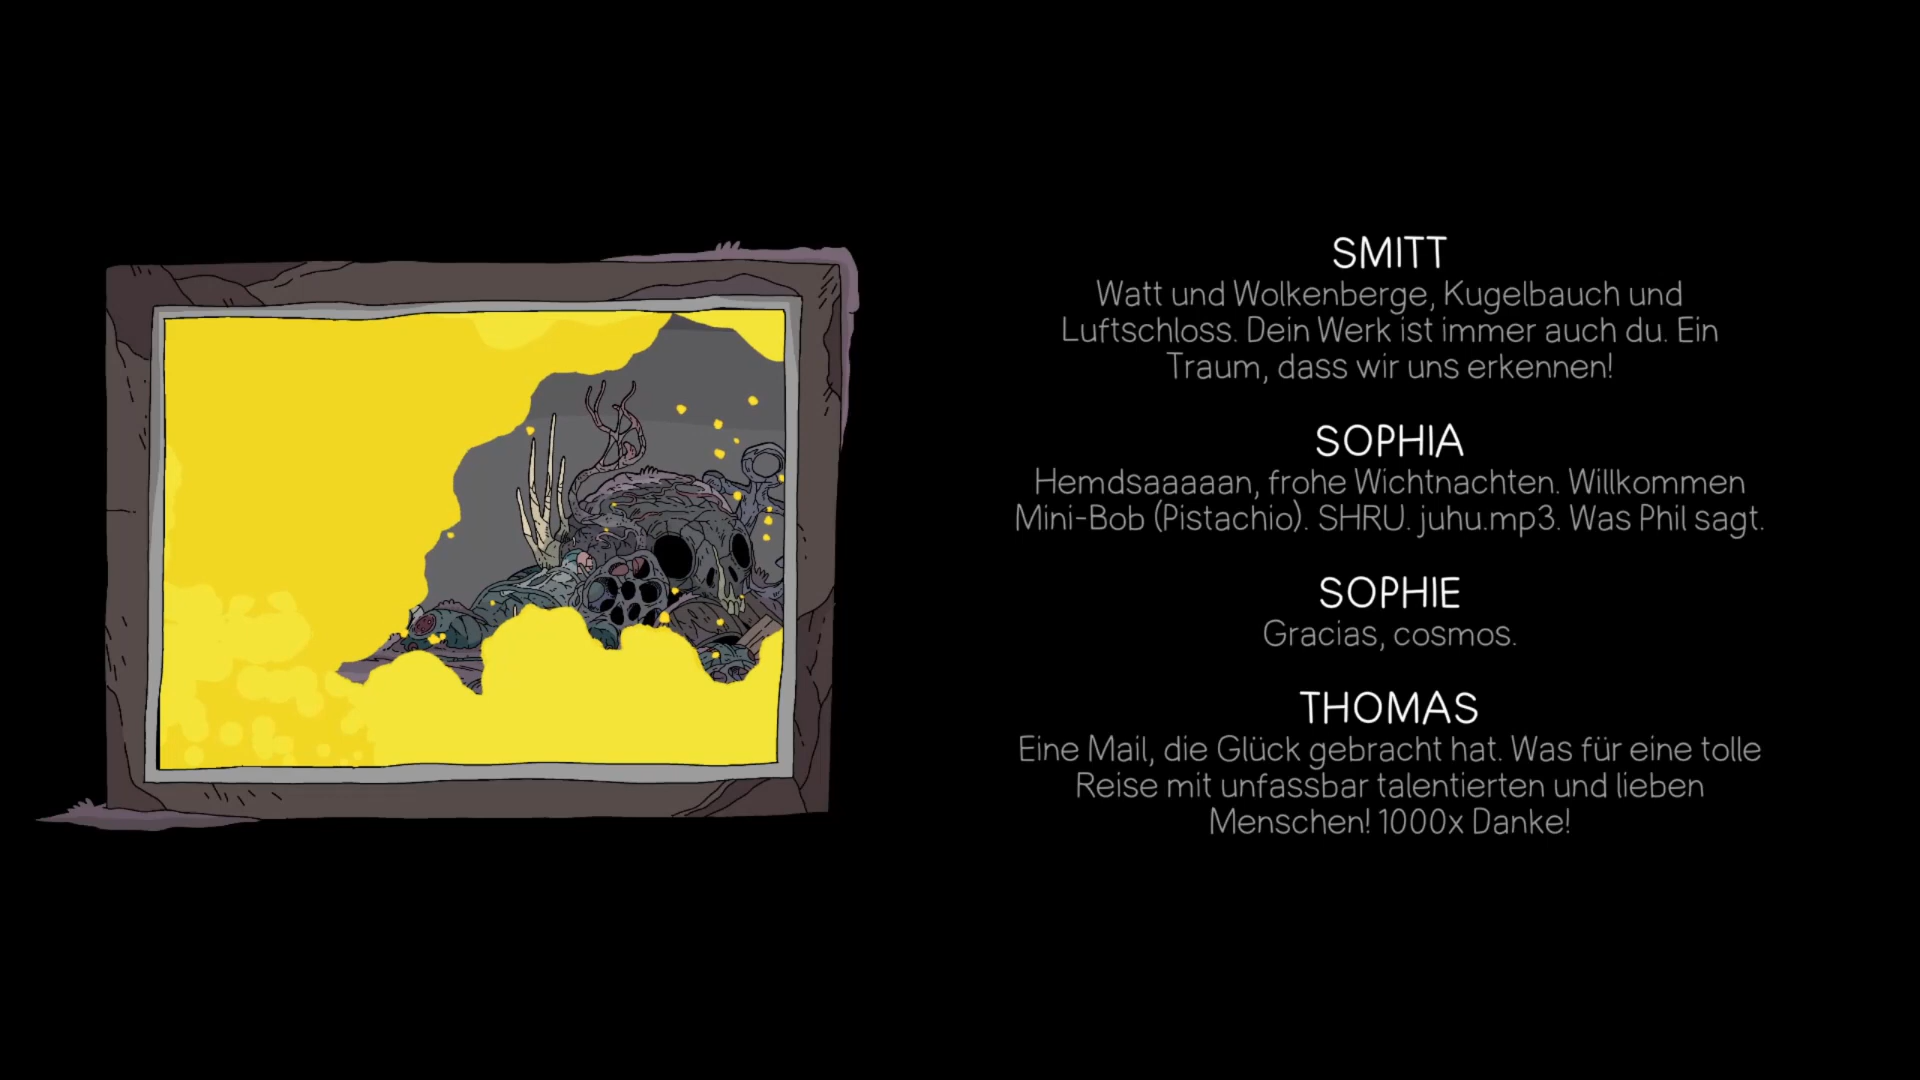 SMITT
Watt und Wolkenberge, Kugelbauch und
Luftschloss. Dein Werk ist immer auch du. Ein
Traum, dass wir uns erkennen!
SOPHIA
Hemdsaaaaan, frohe Wichtnachten. Willkommen
Mini-Bob (Pistachio). SHRU. juhu.mp3. Was Phil sagt.
SOPHIE
Gracias, cosmos.
THOMAS
Eine Mail, die Glück gebracht hat. Was für eine tolle
Reise mit unfassbar talentierten und lieben
Menschen! 1000x Danke!